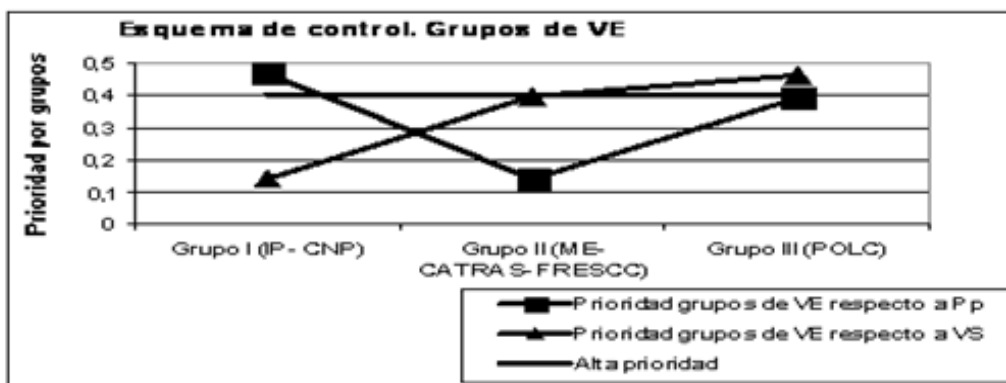 Esquema de control. Grupos de VE
Prioridad por grupos
0,5
0,4
0,3
0,2
0,1
0
Grupo I (IP- CNP)
Grupo II (ME-
CATRAS-FRESCC)
Grupo III (POLC)
Prioridad grupos de VE respecto a Pp
Prioridad grupos de VE respecto a VS
Alta prioridad